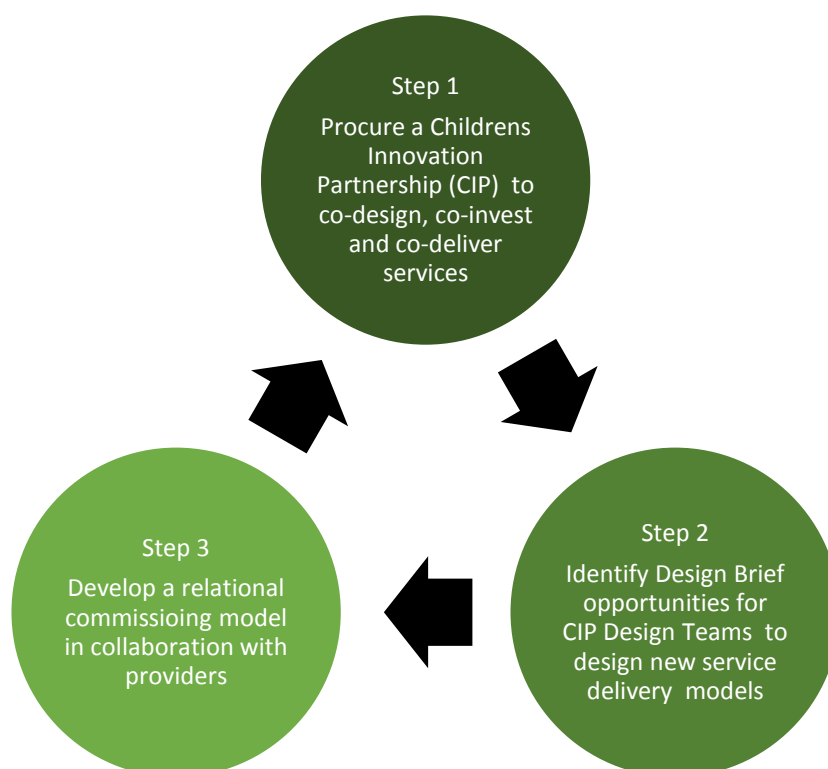 Step 1
Procure a Childrens
Innovation
Partnership (CIP) to
co-design, co-invest
and co-deliver
services
Step 2
Identify Design Brief
opportunities for
CIP Design Teams to
design new service
delivery models
Step 3
Develop a relational
commissioing model
in collaboration with
providers